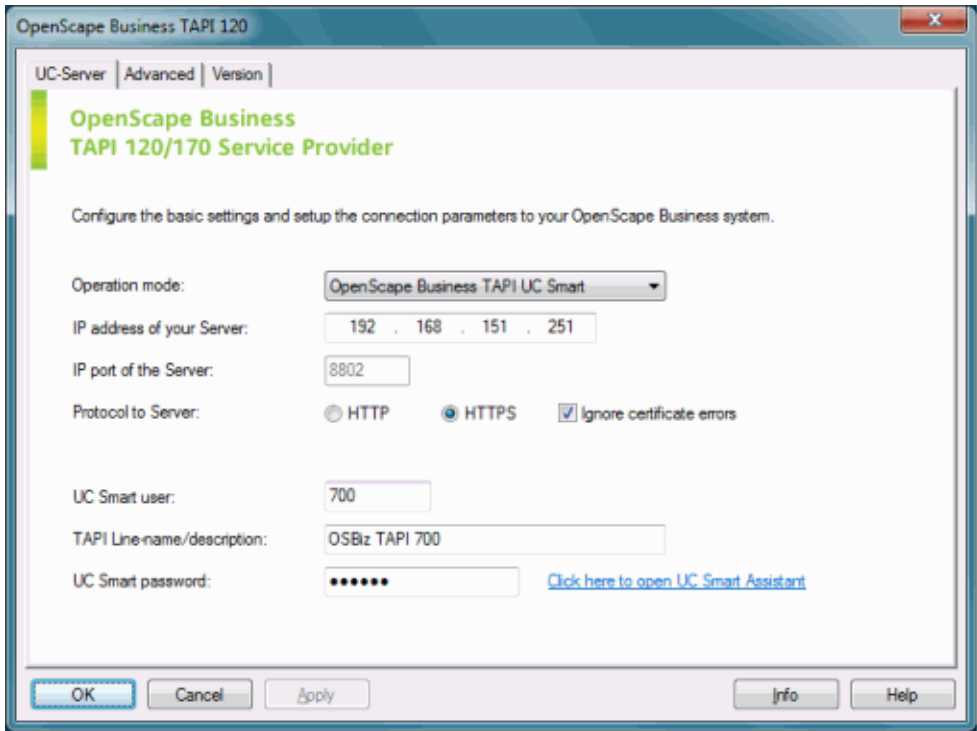 OpenScape Business TAPI 120
UC-Server Advanced Version
OpenScape Business
TAPI 120/170 Service Provider
Configure the basic settings and setup the connection parameters to your OpenScape Business system.
Operation mode: OpenScape Business TAPI UC Smart
IP address of your Server: 192 . 168 . 151 . 251
IP port of the Server: 8802
Protocol to Server: HTTP HTTPS Ignore certificate errors
UC Smart user: 700
TAPI Line-name/description: OSBiz TAPI 700
UC Smart password: ••••••  Click here to open UC Smart Assistant
OK Cancel Apply Info Help